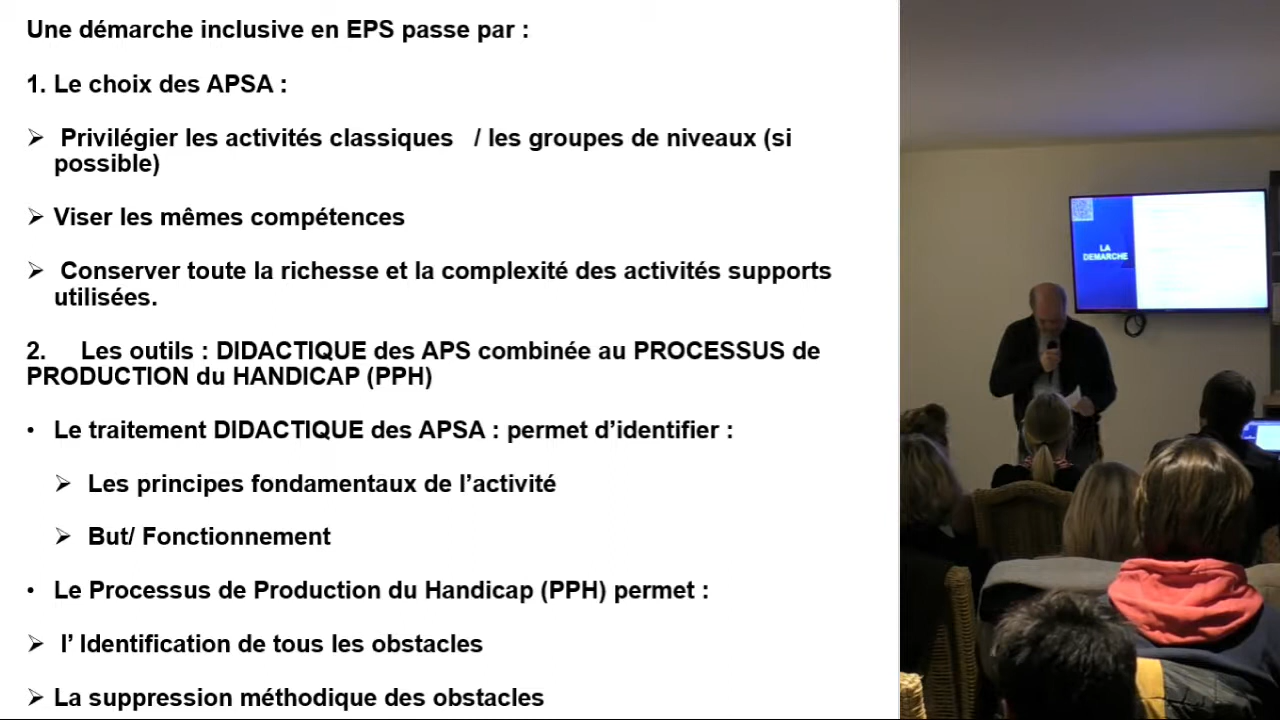 Une démarche inclusive en EPS passe par :
1. Le choix des APSA :
➢ Privilégier les activités classiques / les groupes de niveaux (si
possible)
➢ Viser les mêmes compétences
➢ Conserver toute la richesse et la complexité des activités supports
utilisées.
2. Les outils : DIDACTIQUE des APS combinée au PROCESSUS de
PRODUCTION du HANDICAP (PPH)
• Le traitement DIDACTIQUE des APSA : permet d’identifier :
➢ Les principes fondamentaux de l’activité
➢ But/ Fonctionnement
• Le Processus de Production du Handicap (PPH) permet :
➢ l’ Identification de tous les obstacles
➢ La suppression méthodique des obstacles
LA
DEMARCHE